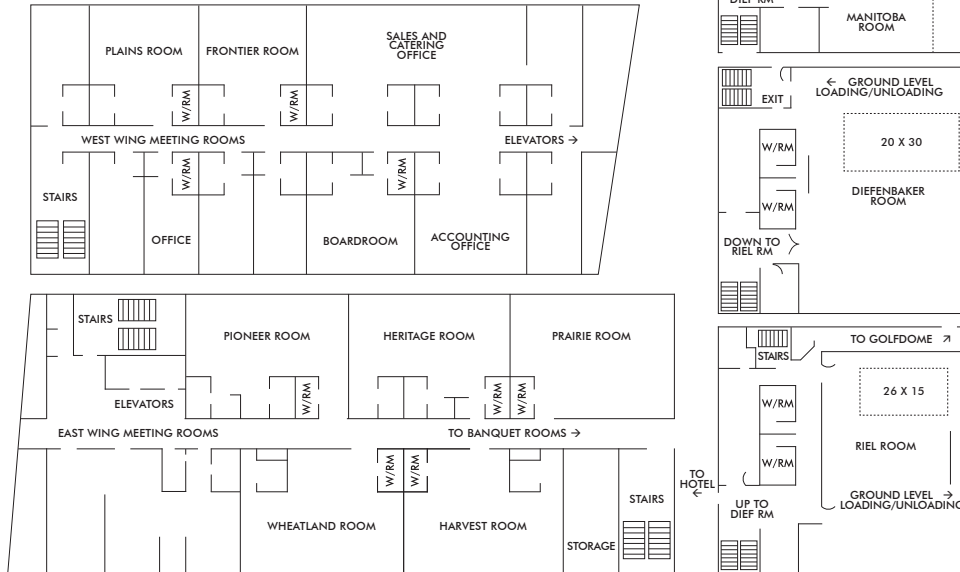 PLAINS ROOM
FRONTIER ROOM
SALES AND
CATERING
OFFICE
W/RM
W/RM
WEST WING MEETING ROOMS
ELEVATORS →
W/RM
W/RM
STAIRS
OFFICE
BOARDROOM
ACCOUNTING
OFFICE
STAIRS
PIONEER ROOM
HERITAGE ROOM
PRAIRIE ROOM
W/RM
W/RM
W/RM
ELEVATORS
EAST WING MEETING ROOMS
TO BANQUET ROOMS →
W/RM
W/RM
WHEATLAND ROOM
HARVEST ROOM
STORAGE
STAIRS
TO
HOTEL
←
DIEF RM
MANITOBA
ROOM
EXIT
← GROUND LEVEL
LOADING/UNLOADING
20 X 30
W/RM
W/RM
DIEFENBAKER
ROOM
DOWN TO
RIEL RM
STAIRS
TO GOLFDOME ↗
26 X 15
W/RM
W/RM
RIEL ROOM
GROUND LEVEL →
LOADING/UNLOADING
UP TO
DIEF RM